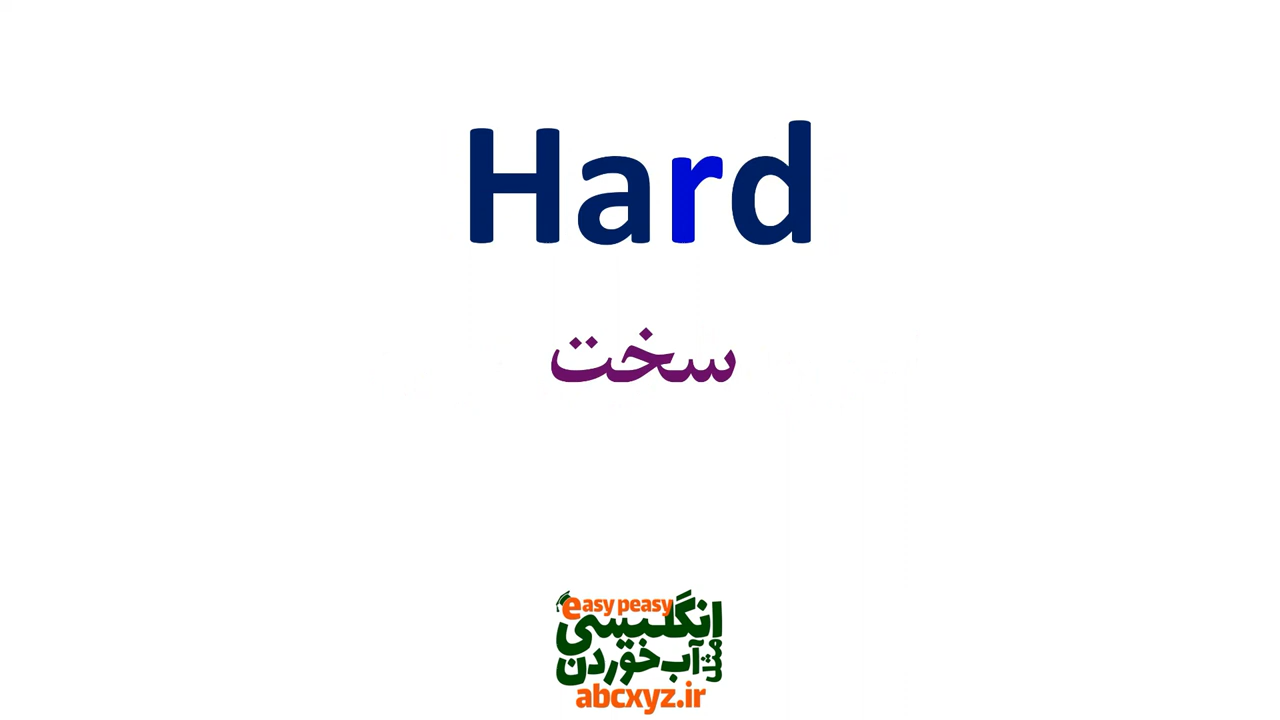 Hard
سخت
easy peasy
انگلیسی
مثل آب خوردن
abcxyz.ir